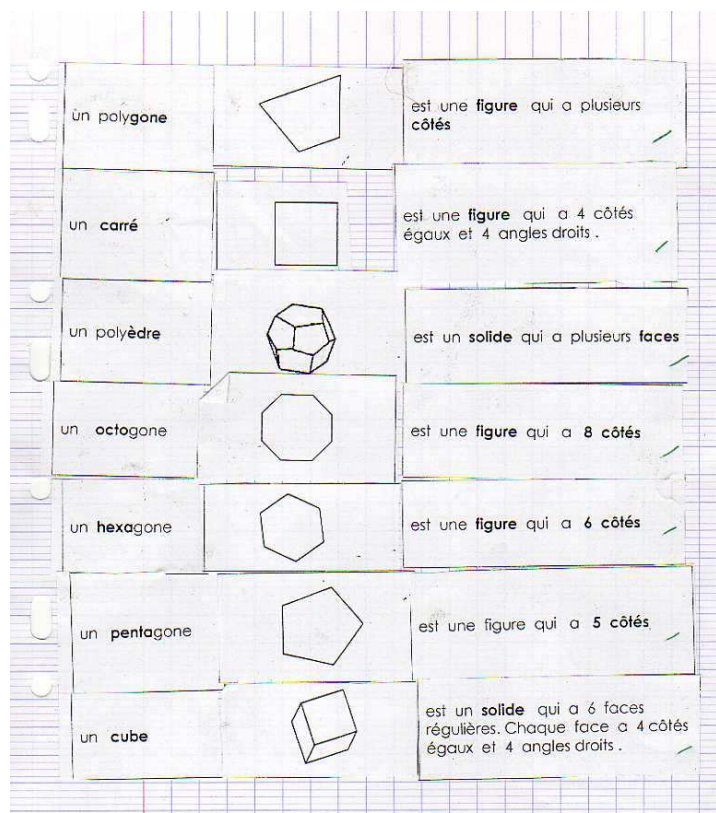 un polygone
est une figure qui a plusieurs
côtés
un carré
est une figure qui a 4 côtés
égaux et 4 angles droits .
un polyèdre
est un solide qui a plusieurs faces
un octogone
est une figure qui a 8 côtés
un hexagone
est une figure qui a 6 côtés
un pentagone
est une figure qui a 5 côtés
un cube
est un solide qui a 6 faces
régulières. Chaque face a 4 côtés
égaux et 4 angles droits .